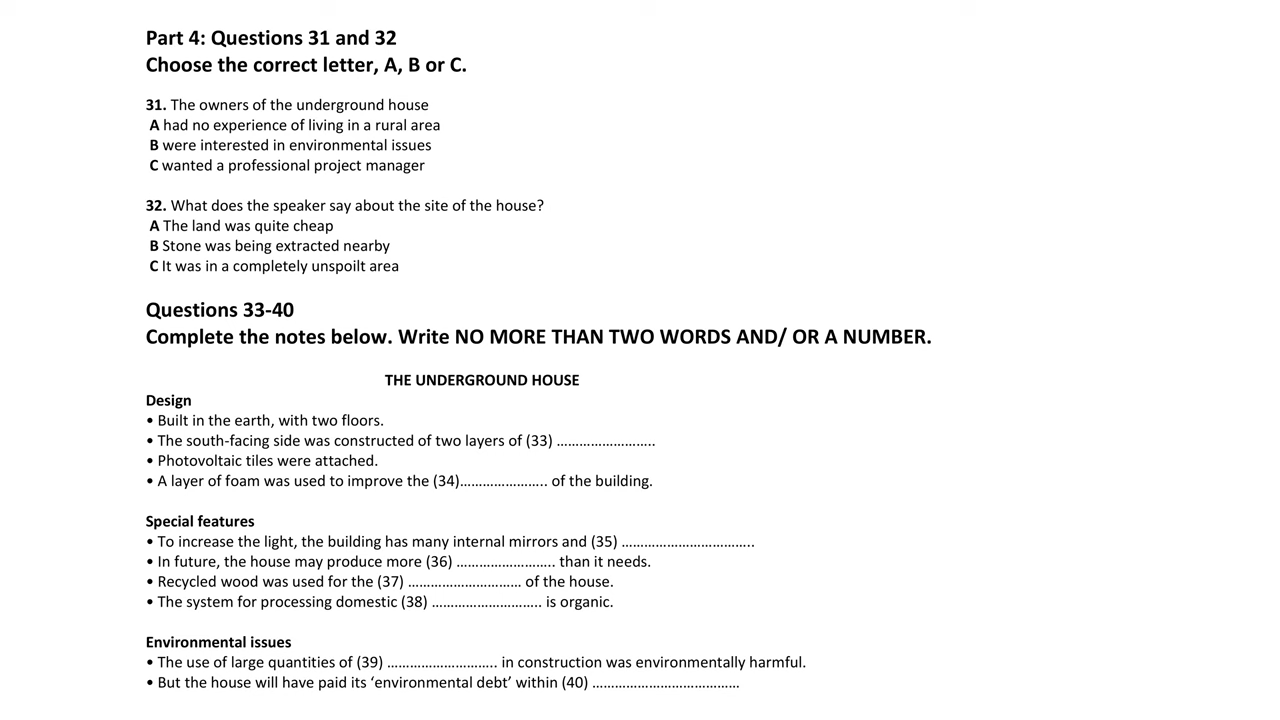 Part 4: Questions 31 and 32
Choose the correct letter, A, B or C.
31. The owners of the underground house
A had no experience of living in a rural area
B were interested in environmental issues
C wanted a professional project manager
32. What does the speaker say about the site of the house?
A The land was quite cheap
B Stone was being extracted nearby
C It was in a completely unspoilt area
Questions 33-40
Complete the notes below. Write NO MORE THAN TWO WORDS AND/ OR A NUMBER.
THE UNDERGROUND HOUSE
Design
• Built in the earth, with two floors.
• The south-facing side was constructed of two layers of (33) ……………………..
• Photovoltaic tiles were attached.
• A layer of foam was used to improve the (34)………………….. of the building.
Special features
• To increase the light, the building has many internal mirrors and (35) ……………………………..
• In future, the house may produce more (36) …………………….. than it needs.
• Recycled wood was used for the (37) ………………………… of the house.
• The system for processing domestic (38) ……………………….. is organic.
Environmental issues
• The use of large quantities of (39) ……………………….. in construction was environmentally harmful.
• But the house will have paid its ‘environmental debt’ within (40) …………………………………